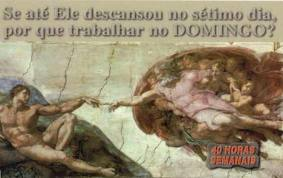 Se até Ele descansou no sétimo dia,
por que trabalhar no DOMINGO?
40 HORAS
SEMANAIS